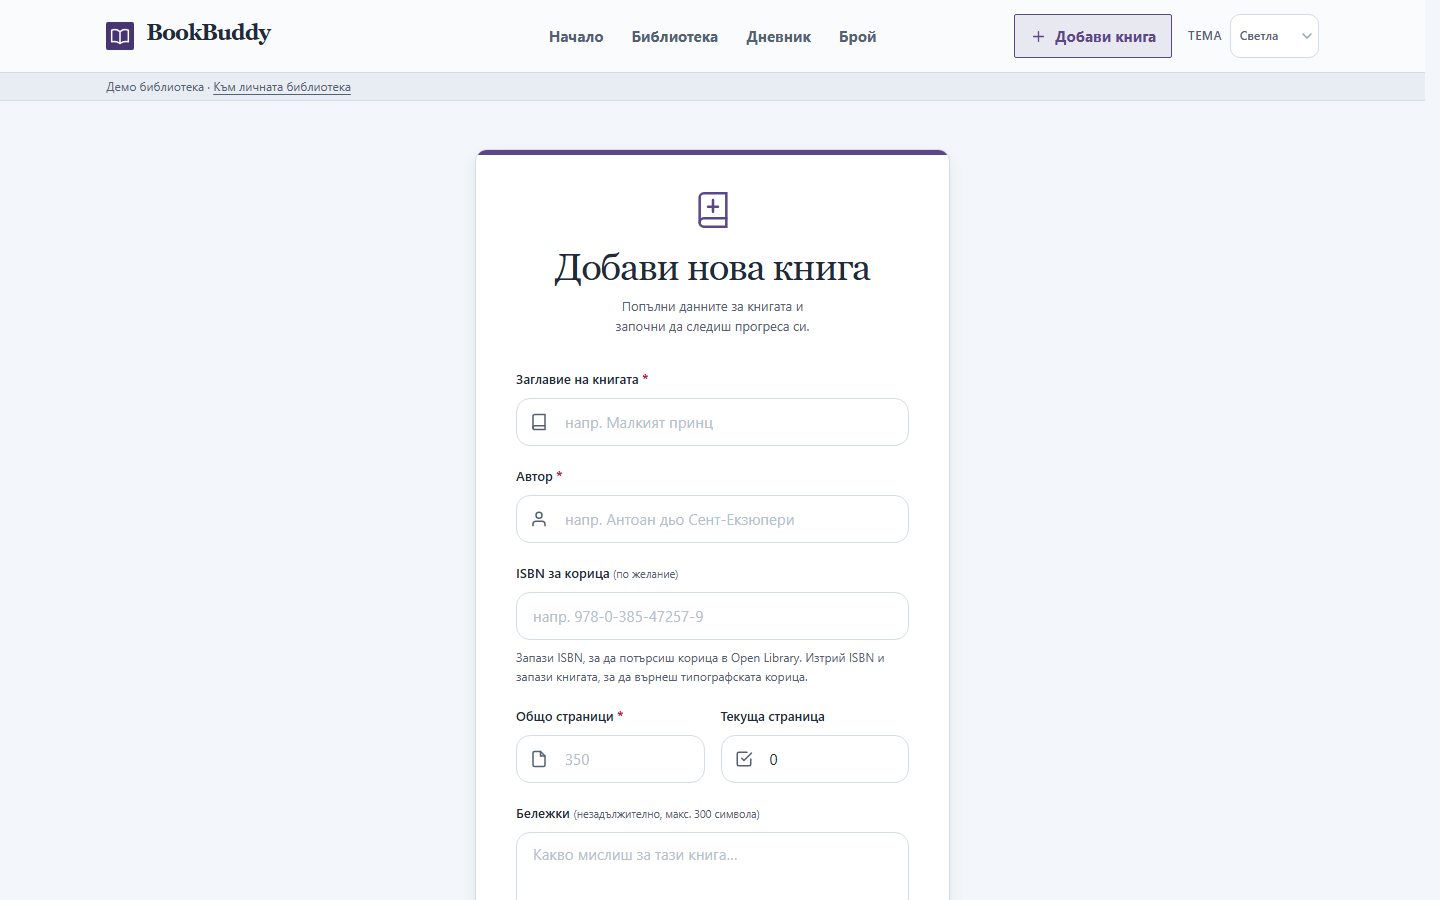 BookBuddy
Начало
Библиотека
Дневник
Брой
+ Добави книга
ТЕМА
Светла
Демо библиотека · Към личната библиотека
Добави нова книга
Попълни данните за книгата и
започни да следиш прогреса си.
Заглавие на книгата *
напр. Малкият принц
Автор *
напр. Антоан дьо Сент-Екзюпери
ISBN за корица (по желание)
напр. 978-0-385-47257-9
Запази ISBN, за да потърсиш корица в Open Library. Изтрий ISBN и
запази книгата, за да върнеш типографската корица.
Общо страници *
350
Текуща страница
0
Бележки (незадължително, макс. 300 символа)
Какво мислиш за тази книга...